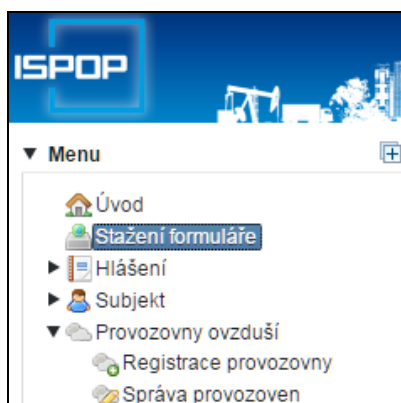 ISPOP
Menu
Úvod
Stažení formuláře
Hlášení
Subjekt
Provozovny ovzduší
Registrace provozovny
Správa provozoven